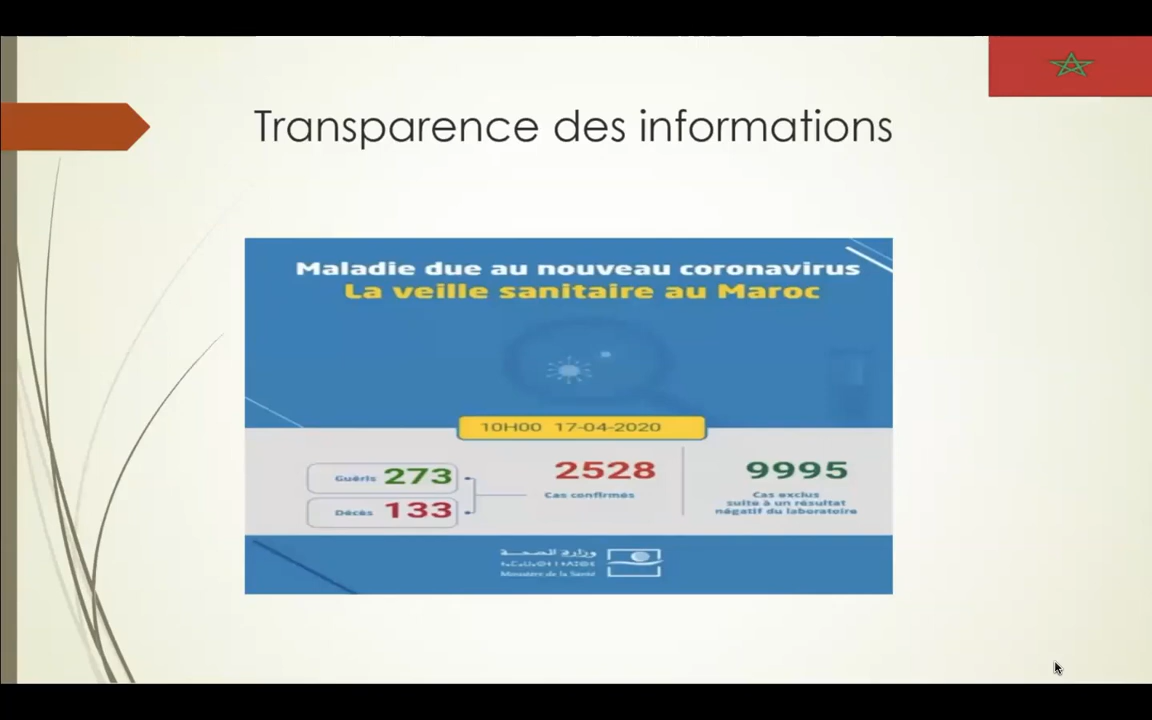 Transparence des informations
Maladie due au nouveau coronavirus
La veille sanitaire au Maroc
10H00 17-04-2020
Guéris 273
Décès 133
2528
Cas confirmés
9995
Cas exclus
suite à un résultat
négatif du laboratoire
وزارة الصحة
Ministère de la Santé